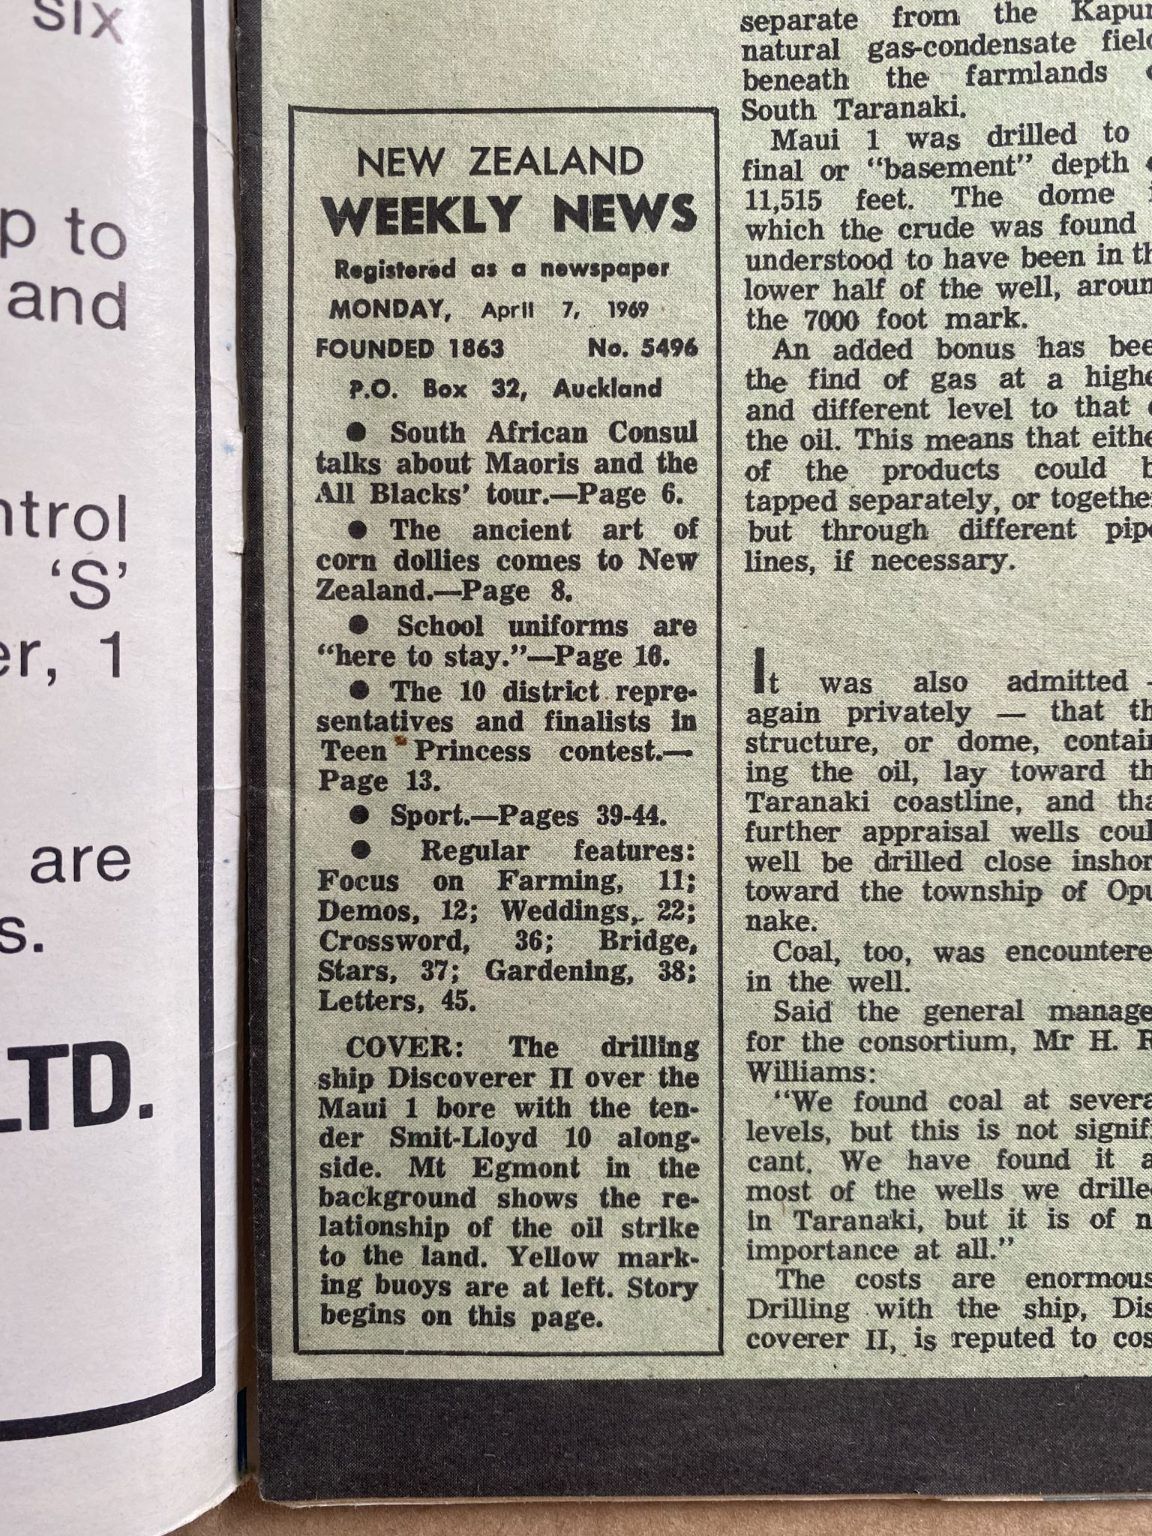 six
p to
and
ntrol
‘S’
er, 1
are
s.
LTD.
NEW ZEALAND
WEEKLY NEWS
Registered as a newspaper
MONDAY, April 7, 1969
FOUNDED 1863 No. 5496
P.O. Box 32, Auckland
● South African Consul
talks about Maoris and the
All Blacks’ tour.—Page 6.
● The ancient art of
corn dollies comes to New
Zealand.—Page 8.
● School uniforms are
“here to stay.”—Page 16.
● The 10 district repre-
sentatives and finalists in
Teen Princess contest.—
Page 13.
● Sport.—Pages 39-44.
● Regular features:
Focus on Farming, 11;
Demos, 12; Weddings, 22;
Crossword, 36; Bridge,
Stars, 37; Gardening, 38;
Letters, 45.
COVER: The drilling
ship Discoverer II over the
Maui 1 bore with the ten-
der Smit-Lloyd 10 along-
side. Mt Egmont in the
background shows the re-
lationship of the oil strike
to the land. Yellow mark-
ing buoys are at left. Story
begins on this page.
separate from the Kapun
natural gas-condensate field
beneath the farmlands
South Taranaki.
Maui 1 was drilled to
final or “basement” depth
11,515 feet. The dome
which the crude was found
understood to have been in th
lower half of the well, aroun
the 7000 foot mark.
An added bonus has bee
the find of gas at a highe
and different level to that
the oil. This means that eithe
of the products could b
tapped separately, or together
but through different pipe
lines, if necessary.
It was also admitted —
again privately — that th
structure, or dome, contain
ing the oil, lay toward th
Taranaki coastline, and tha
further appraisal wells coul
well be drilled close inshor
toward the township of Opu
nake.
Coal, too, was encountere
in the well.
Said the general manage
for the consortium, Mr H. R
Williams:
“We found coal at severa
levels, but this is not signifi
cant. We have found it a
most of the wells we drille
in Taranaki, but it is of n
importance at all.”
The costs are enormous
Drilling with the ship, Dis
coverer II, is reputed to cos